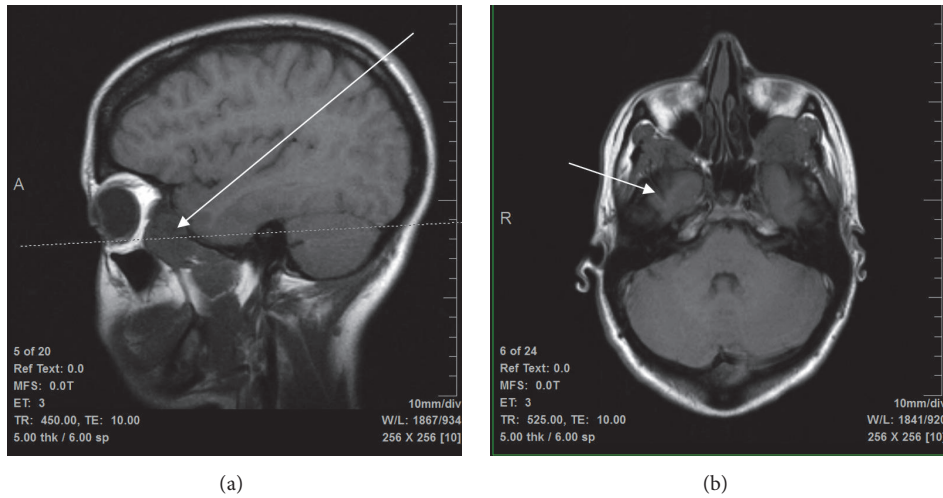 A
5 of 20
Ref Text: 0.0
MFS: 0.0T
ET: 3
TR: 450.00, TE: 10.00
5.00 thk / 6.00 sp
10mm/div
W/L: 1867/934
256 X 256 [10]
R
6 of 24
Ref Text: 0.0
MFS: 0.0T
ET: 3
TR: 525.00, TE: 10.00
5.00 thk / 6.00 sp
10mm/div
W/L: 1841/920
256 X 256 [10]
(a)
(b)